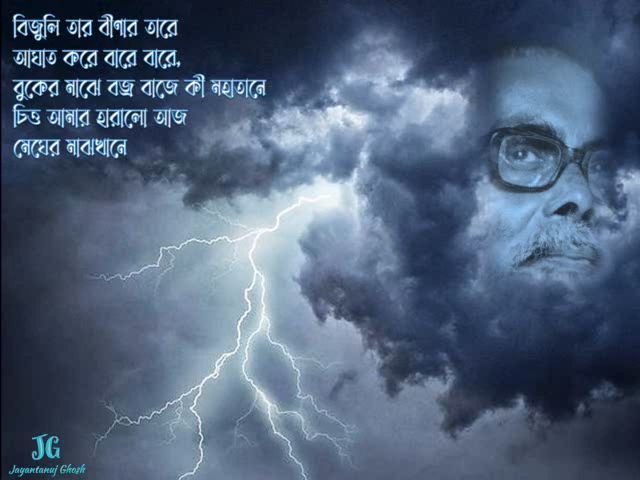 বিজুলি তার বীণার তারে
আঘাত করে বারে বারে,
বুকের মাঝে বজ্র বাজে কী মহাতানে
চিত্ত আমার হারালো আজ
মেঘের মাঝখানে
JG
Jayantanuj Ghosh